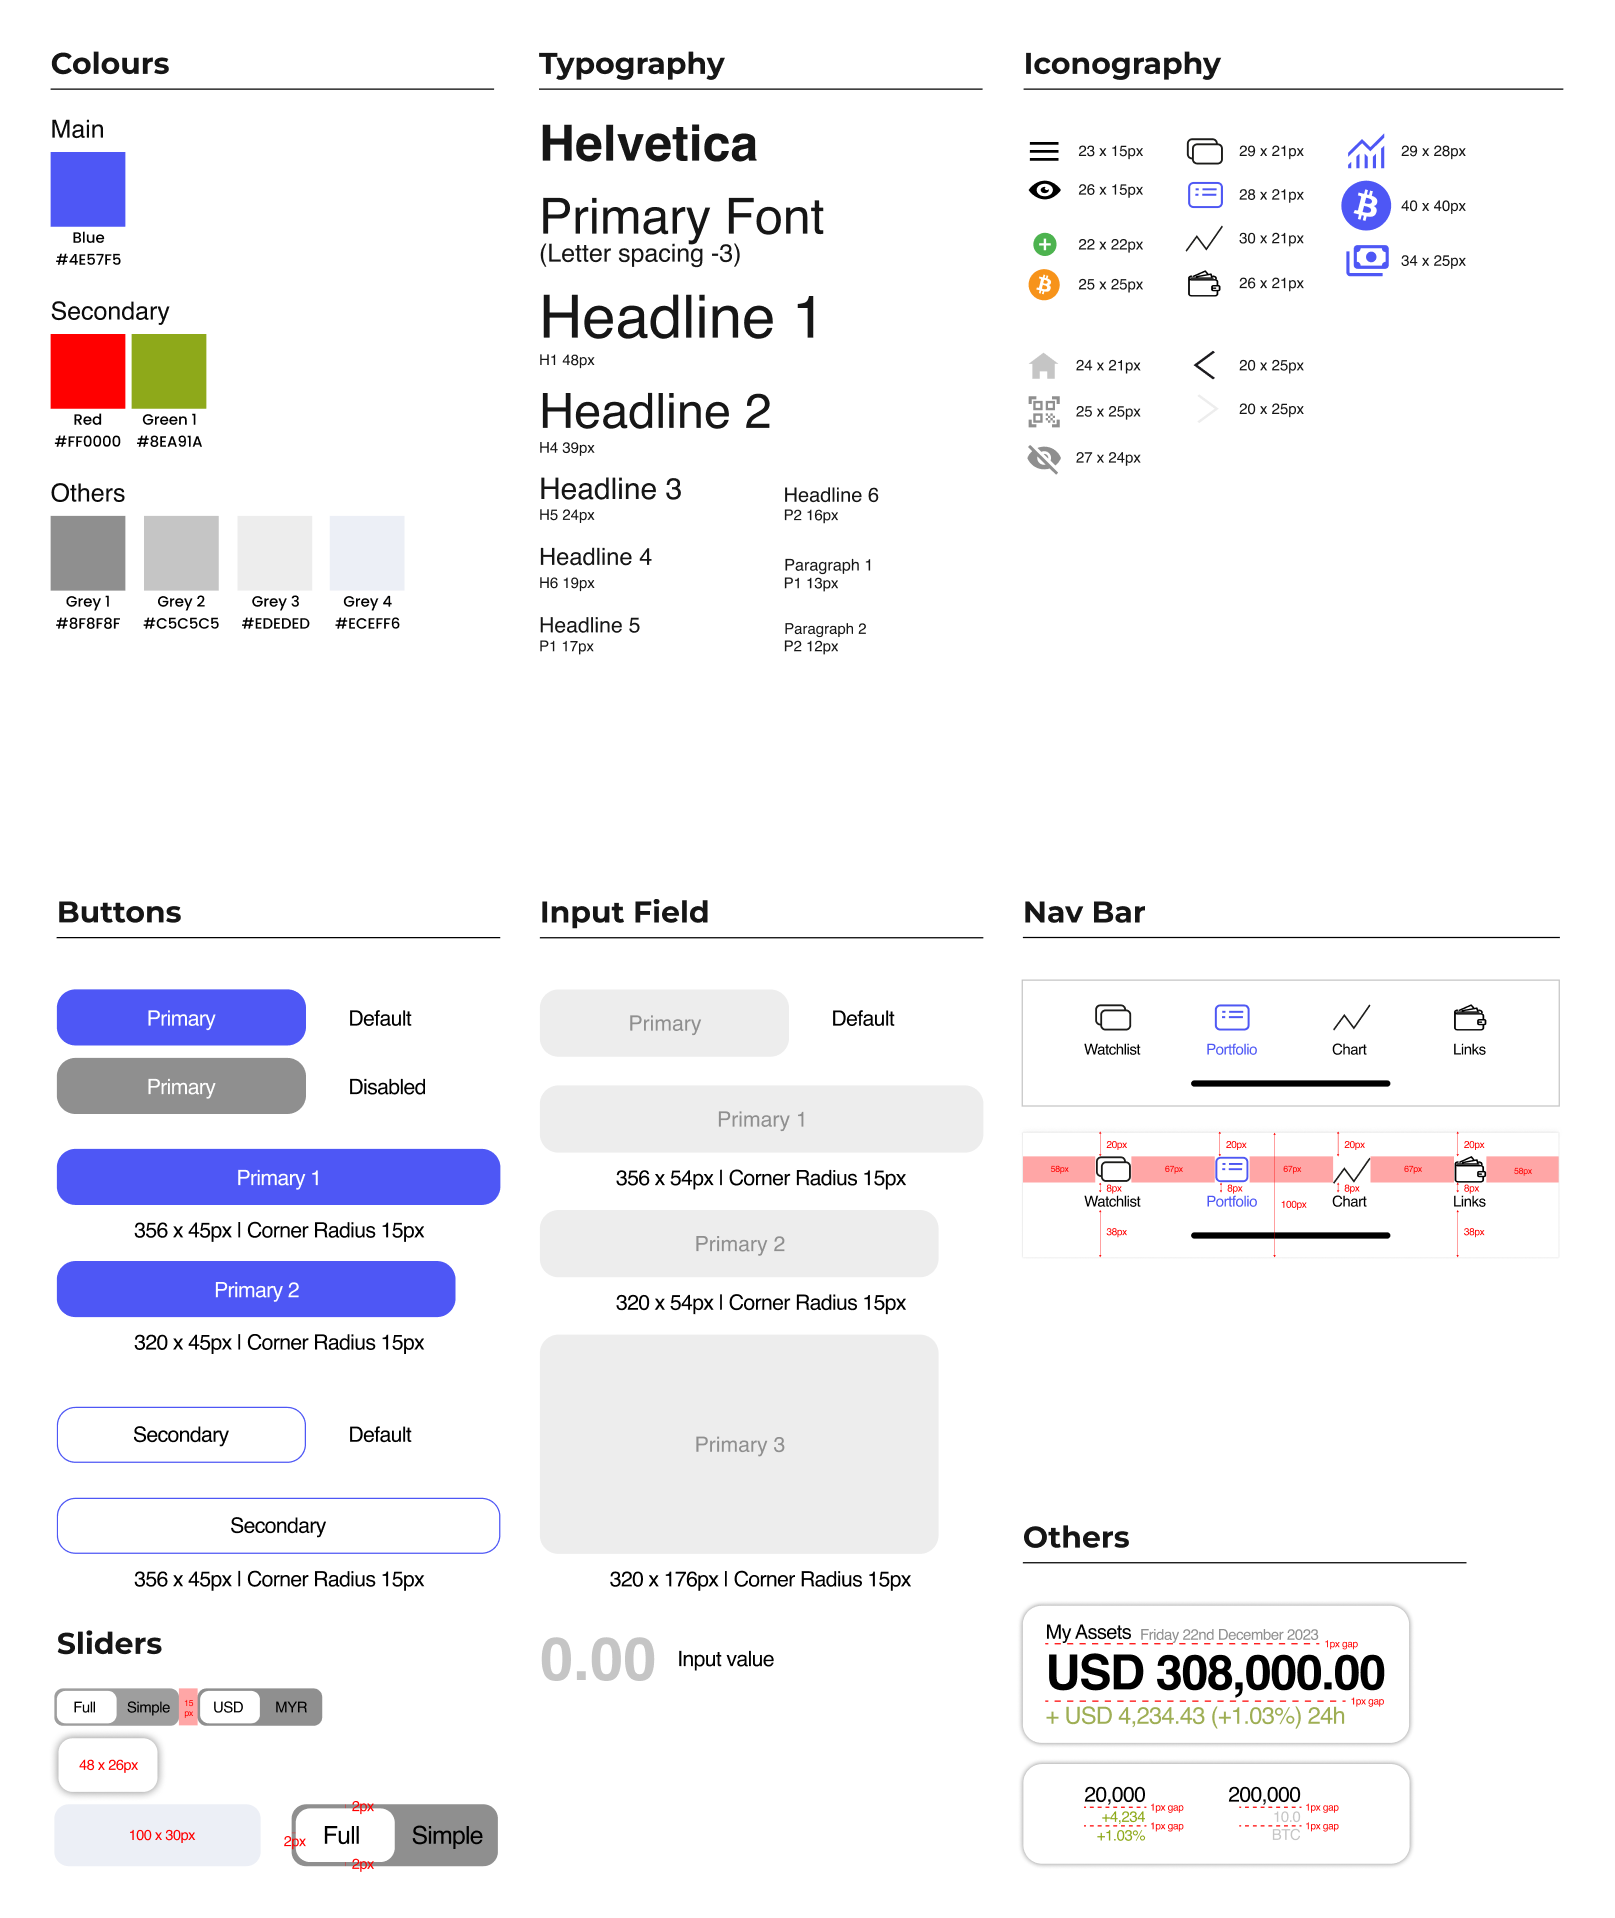 Colours
Main
Blue
#4E57F5
Secondary
Red
#FF0000
Green 1
#8EA91A
Others
Grey 1
#8F8F8F
Grey 2
#C5C5C5
Grey 3
#EDEDED
Grey 4
#ECEFF6
Typography
Helvetica
Primary Font
(Letter spacing -3)
Headline 1
H1 48px
Headline 2
H4 39px
Headline 3
H5 24px
Headline 4
H6 19px
Headline 5
P1 17px
Headline 6
P2 16px
Paragraph 1
P1 13px
Paragraph 2
P2 12px
Iconography
23 x 15px
26 x 15px
22 x 22px
25 x 25px
29 x 21px
28 x 21px
30 x 21px
26 x 21px
29 x 28px
40 x 40px
34 x 25px
24 x 21px
25 x 25px
27 x 24px
20 x 25px
20 x 25px
Buttons
Primary
Default
Primary
Disabled
Primary 1
356 x 45px | Corner Radius 15px
Primary 2
320 x 45px | Corner Radius 15px
Secondary
Default
Secondary
356 x 45px | Corner Radius 15px
Sliders
Full
Simple
15
px
USD
MYR
48 x 26px
100 x 30px
2px
2px
Full
Simple
2px
Input Field
Primary
Default
Primary 1
356 x 54px | Corner Radius 15px
Primary 2
320 x 54px | Corner Radius 15px
Primary 3
320 x 176px | Corner Radius 15px
0.00
Input value
Nav Bar
Watchlist
Portfolio
Chart
Links
20px
20px
20px
20px
58px
67px
67px
67px
58px
8px
8px
8px
8px
Watchlist
Portfolio
100px
Chart
Links
38px
38px
Others
My Assets Friday 22nd December 2023
1px gap
USD 308,000.00
1px gap
+ USD 4,234.43 (+1.03%) 24h
20,000
1px gap
+4,234
1px gap
+1.03%
200,000
1px gap
10.0
1px gap
BTC